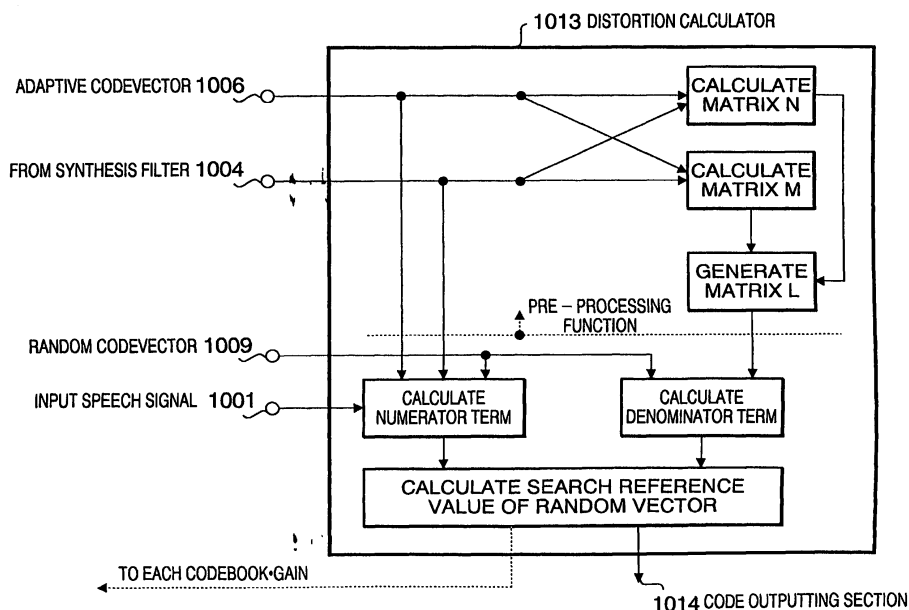 1013 DISTORTION CALCULATOR
ADAPTIVE CODEVECTOR 1006
CALCULATE
MATRIX N
FROM SYNTHESIS FILTER 1004
CALCULATE
MATRIX M
GENERATE
MATRIX L
PRE – PROCESSING
FUNCTION
RANDOM CODEVECTOR 1009
INPUT SPEECH SIGNAL 1001
CALCULATE
NUMERATOR TERM
CALCULATE
DENOMINATOR TERM
CALCULATE SEARCH REFERENCE
VALUE OF RANDOM VECTOR
TO EACH CODEBOOK•GAIN
1014 CODE OUTPUTTING SECTION